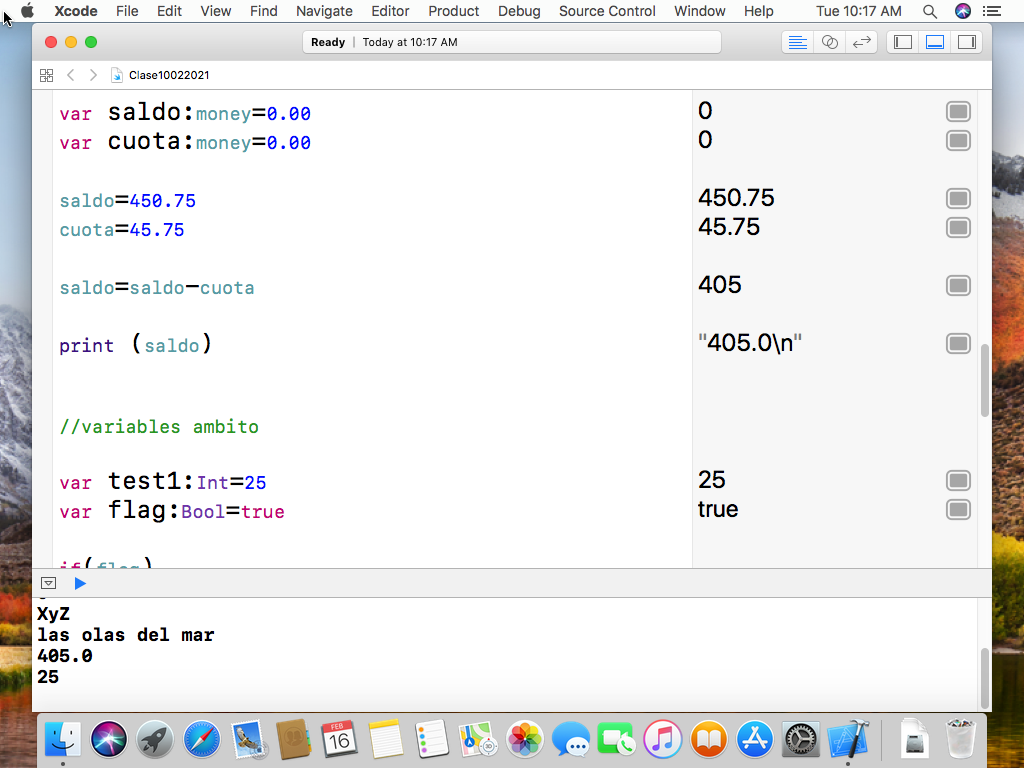 Xcode File Edit View Find Navigate Editor Product Debug Source Control Window Help Tue 10:17 AM
Ready | Today at 10:17 AM
Clase10022021
var saldo:money=0.00 0
var cuota:money=0.00 0
saldo=450.75 450.75
cuota=45.75 45.75
saldo=saldo-cuota 405
print (saldo) "405.0\n"
//variables ambito
var test1:Int=25 25
var flag:Bool=true true
if(flag)
XyZ
las olas del mar
405.0
25
FEB
16